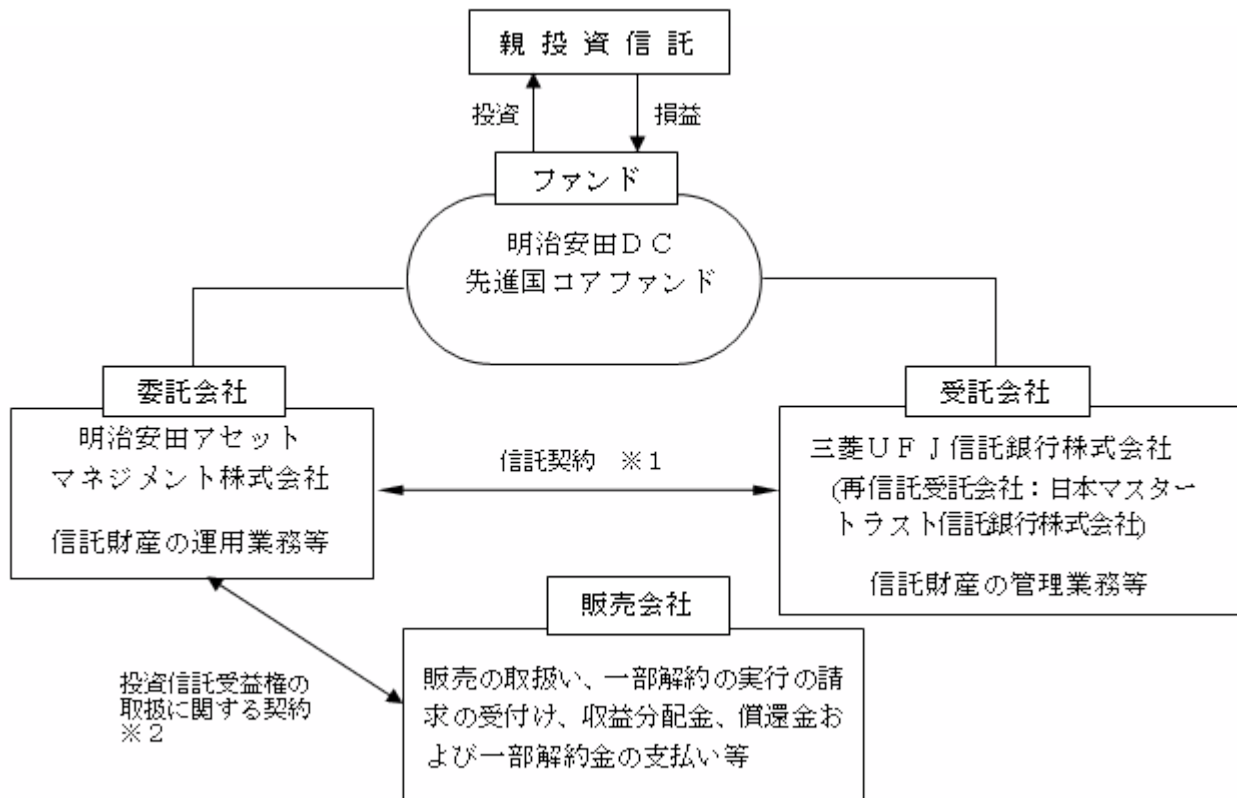 親投資信託
投資
損益
ファンド
明治安田ＤＣ
先進国コアファンド
委託会社
明治安田アセット
マネジメント株式会社
信託財産の運用業務等
信託契約　※１
受託会社
三菱ＵＦＪ信託銀行株式会社
(再信託受託会社：日本マスター
トラスト信託銀行株式会社)
信託財産の管理業務等
投資信託受益権の
取扱に関する契約
※２
販売会社
販売の取扱い、一部解約の実行の請
求の受付け、収益分配金、償還金お
よび一部解約金の支払い等